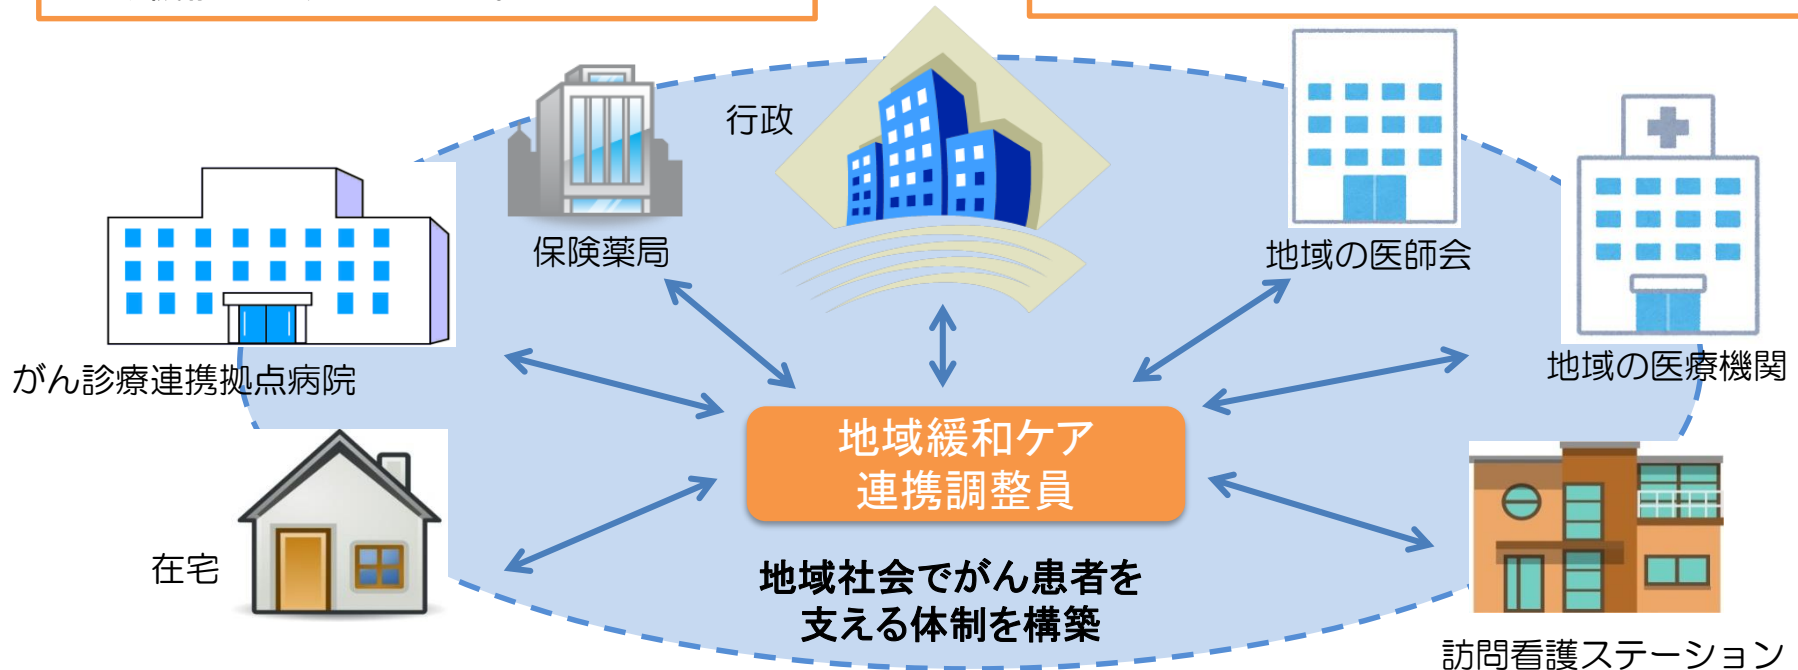 行政
保険薬局
地域の医師会
がん診療連携拠点病院
地域の医療機関
地域緩和ケア
連携調整員
在宅
地域社会でがん患者を
支える体制を構築
訪問看護ステーション